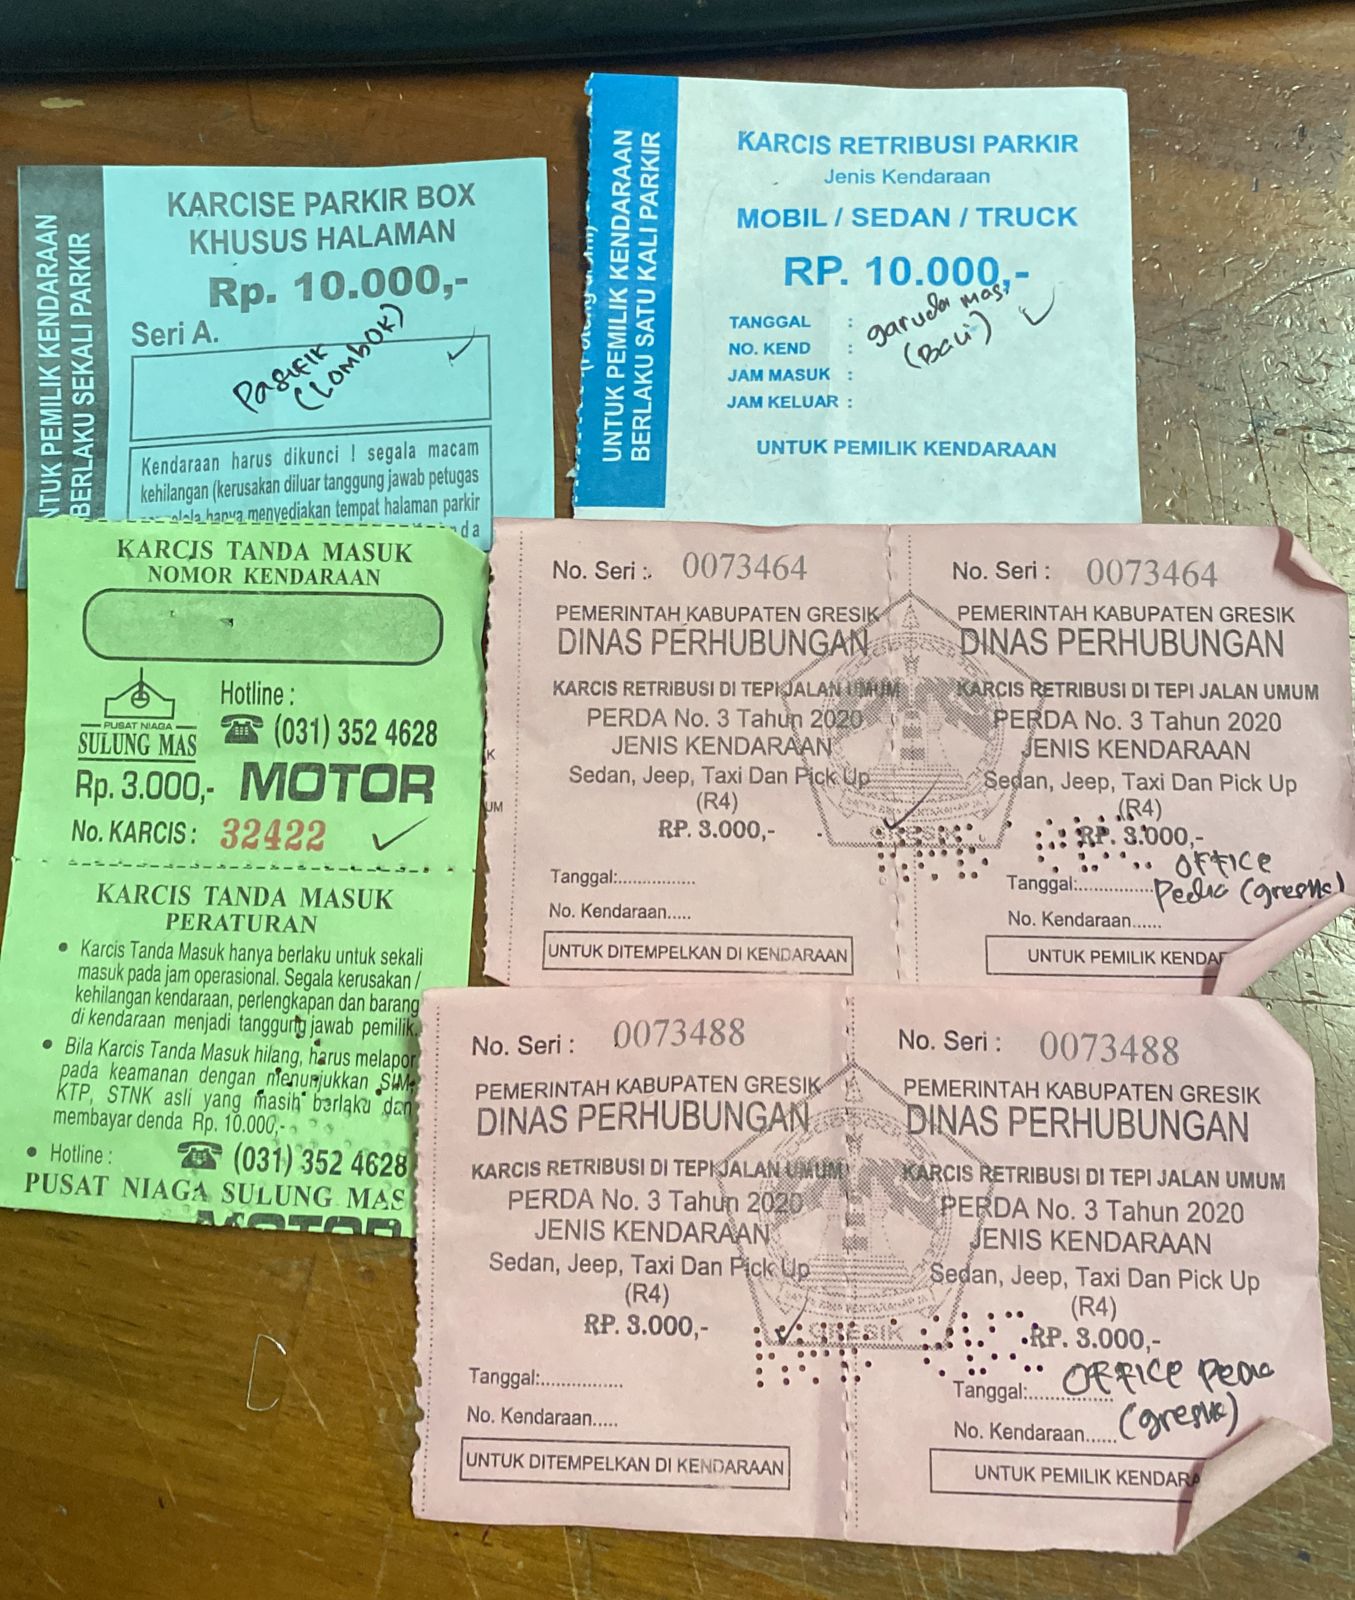 UNTUK PEMILIK KENDARAAN
BERLAKU SEKALI PARKIR
KARCISE PARKIR BOX
KHUSUS HALAMAN
Rp. 10.000,-
Seri A.
Pasifik
(LOMBOK)
Kendaraan harus dikunci ! segala macam
kehilangan (kerusakan diluar tanggung jawab petugas
hanya menyediakan tempat halaman parkir
UNTUK PEMILIK KENDARAAN
BERLAKU SATU KALI PARKIR
KARCIS RETRIBUSI PARKIR
Jenis Kendaraan
MOBIL / SEDAN / TRUCK
RP. 10.000,-
TANGGAL :
NO. KEND :
JAM MASUK :
JAM KELUAR :
garuda mas
(Bali)
UNTUK PEMILIK KENDARAAN
KARCIS TANDA MASUK
NOMOR KENDARAAN
PUSAT NIAGA
SULUNG MAS
Hotline :
(031) 352 4628
Rp. 3.000,- MOTOR
No. KARCIS : 32422
KARCIS TANDA MASUK
PERATURAN
• Karcis Tanda Masuk hanya berlaku untuk sekali
masuk pada jam operasional. Segala kerusakan /
kehilangan kendaraan, perlengkapan dan barang
di kendaraan menjadi tanggung jawab pemilik.
• Bila Karcis Tanda Masuk hilang, harus melapor
pada keamanan dengan menunjukkan SIM,
KTP, STNK asli yang masih berlaku dan
membayar denda Rp. 10.000,-
• Hotline : (031) 352 4628
PUSAT NIAGA SULUNG MAS
MOTOR
No. Seri : 0073464
PEMERINTAH KABUPATEN GRESIK
DINAS PERHUBUNGAN
KARCIS RETRIBUSI DI TEPI JALAN UMUM
PERDA No. 3 Tahun 2020
JENIS KENDARAAN
Sedan, Jeep, Taxi Dan Pick Up
(R4)
RP. 3.000,-
Tanggal:................
No. Kendaraan.....
UNTUK DITEMPELKAN DI KENDARAAN
No. Seri : 0073464
PEMERINTAH KABUPATEN GRESIK
DINAS PERHUBUNGAN
KARCIS RETRIBUSI DI TEPI JALAN UMUM
PERDA No. 3 Tahun 2020
JENIS KENDARAAN
Sedan, Jeep, Taxi Dan Pick Up
(R4)
RP. 3.000,-
OFFICE
Tanggal:............... Pedia (gresik)
No. Kendaraan......
UNTUK PEMILIK KENDA
GRESIK
No. Seri : 0073488
PEMERINTAH KABUPATEN GRESIK
DINAS PERHUBUNGAN
KARCIS RETRIBUSI DI TEPI JALAN UMUM
PERDA No. 3 Tahun 2020
JENIS KENDARAAN
Sedan, Jeep, Taxi Dan Pick Up
(R4)
RP. 3.000,-
Tanggal:.................
No. Kendaraan.....
UNTUK DITEMPELKAN DI KENDARAAN
No. Seri : 0073488
PEMERINTAH KABUPATEN GRESIK
DINAS PERHUBUNGAN
KARCIS RETRIBUSI DI TEPI JALAN UMUM
PERDA No. 3 Tahun 2020
JENIS KENDARAAN
Sedan, Jeep, Taxi Dan Pick Up
(R4)
RP. 3.000,-
Tanggal:................ OFFICE Pedia
No. Kendaraan...... (gresik)
UNTUK PEMILIK KENDARA
GRESIK